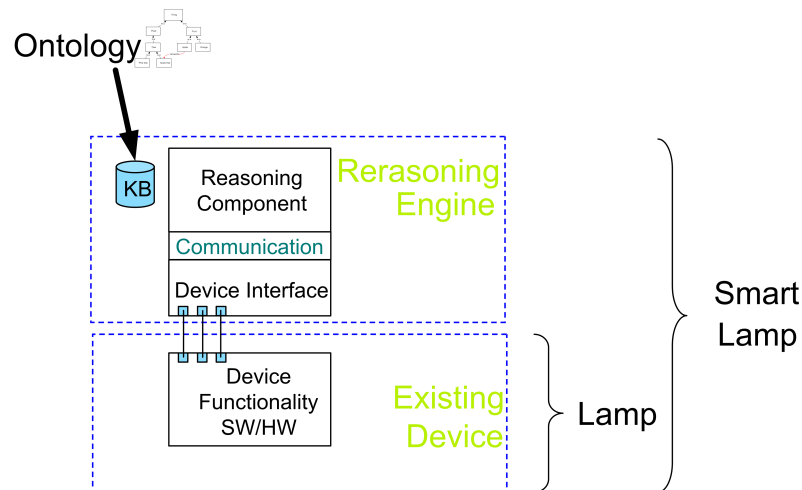 Ontology
KB
Reasoning
Component
Rerasoning
Engine
Communication
Device Interface
Smart
Lamp
Device
Functionality
SW/HW
Existing
Device
Lamp